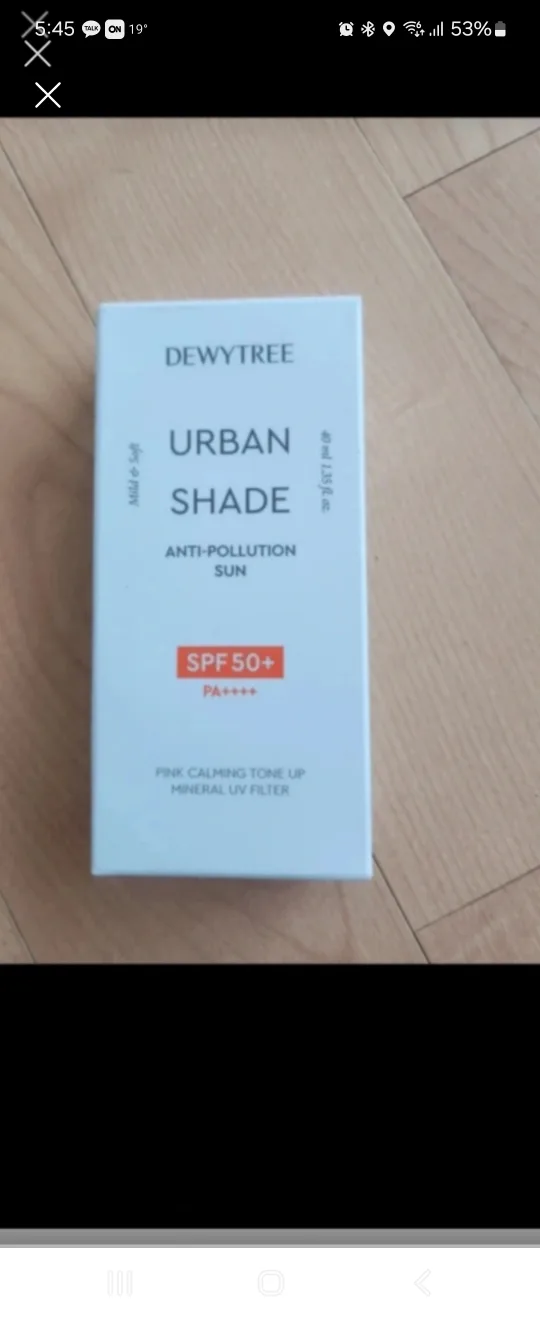 5:45 TALK ON 19° 53%
DEWYTREE
URBAN
SHADE
Mild & Soft
40 ml 1.35 fl. oz.
ANTI-POLLUTION
SUN
SPF 50+
PA++++
PINK CALMING TONE UP
MINERAL UV FILTER